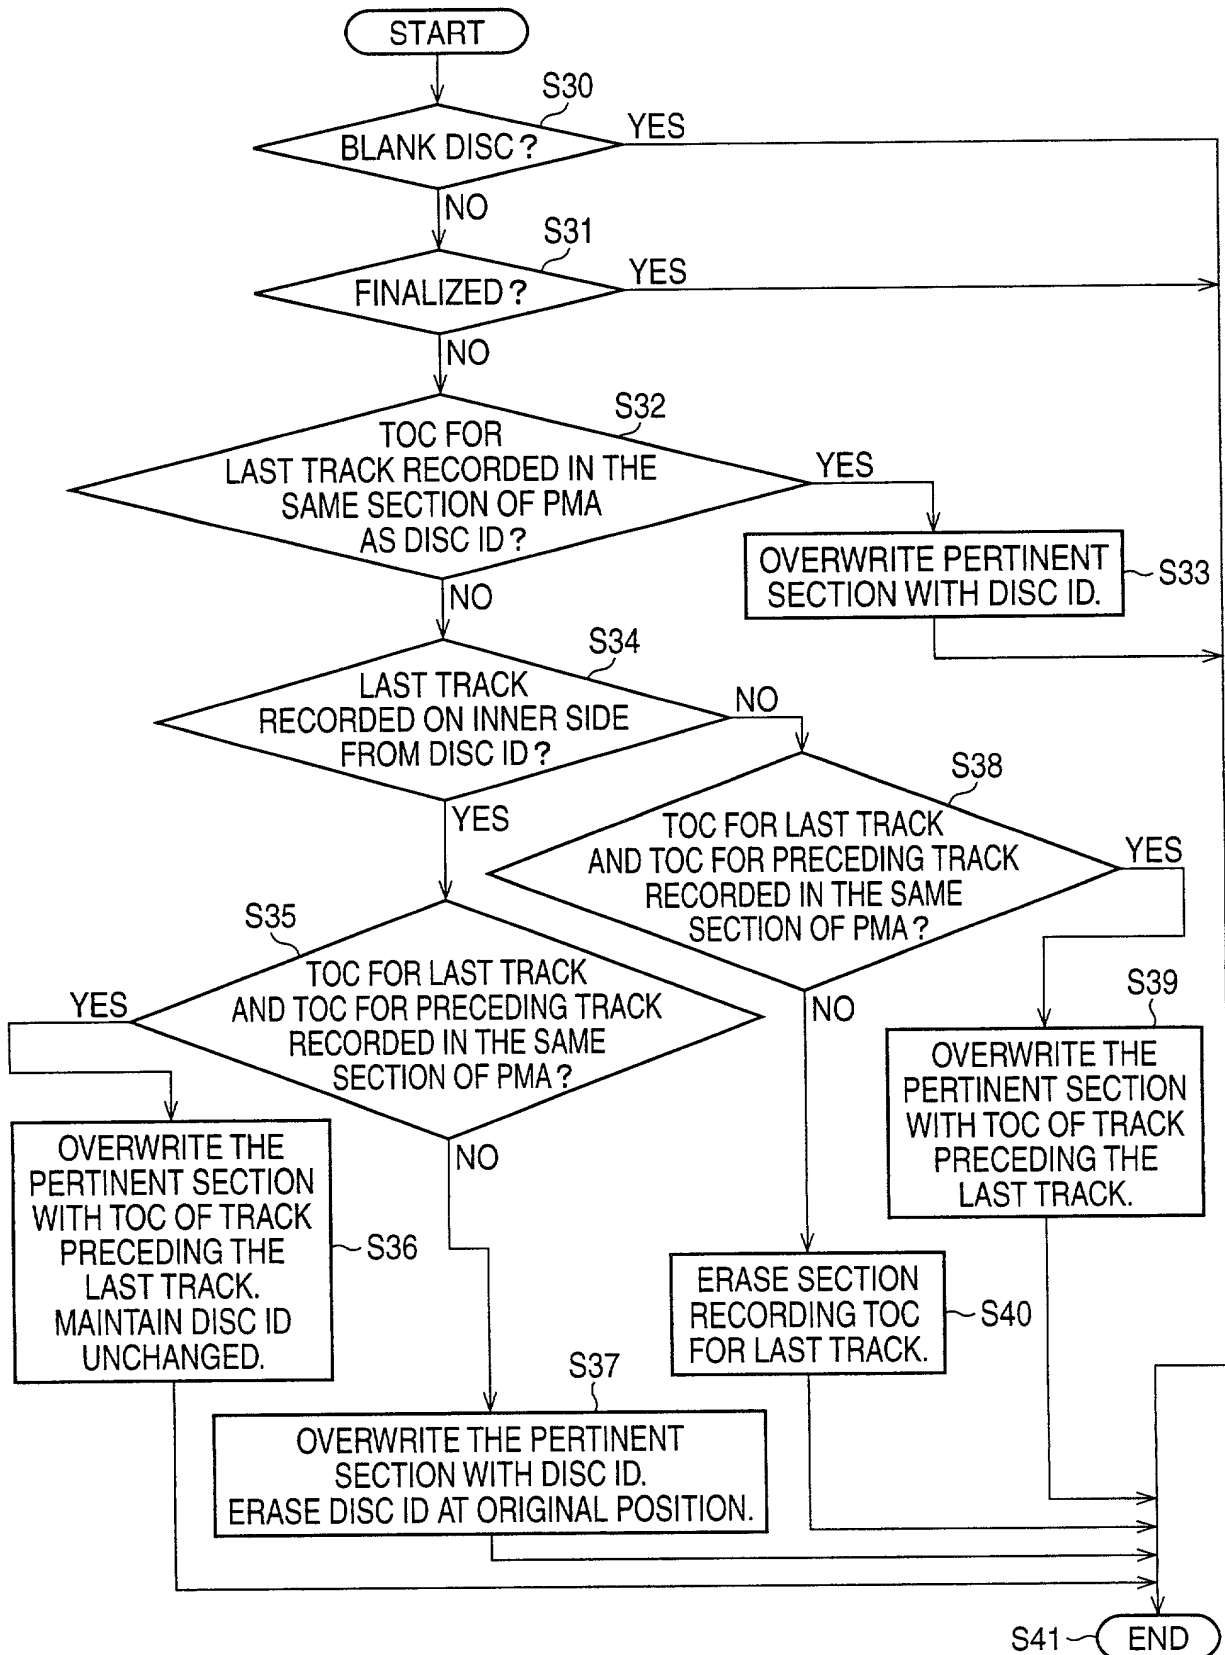 START
S30
BLANK DISC?
YES
NO
S31
FINALIZED?
YES
NO
S32
TOC FOR
LAST TRACK RECORDED IN THE
SAME SECTION OF PMA
AS DISC ID?
YES
OVERWRITE PERTINENT
SECTION WITH DISC ID.
S33
NO
S34
LAST TRACK
RECORDED ON INNER SIDE
FROM DISC ID?
NO
YES
S38
TOC FOR LAST TRACK
AND TOC FOR PRECEDING TRACK
RECORDED IN THE SAME
SECTION OF PMA?
YES
NO
S35
TOC FOR LAST TRACK
AND TOC FOR PRECEDING TRACK
RECORDED IN THE SAME
SECTION OF PMA?
YES
NO
S39
OVERWRITE THE
PERTINENT SECTION
WITH TOC OF TRACK
PRECEDING THE
LAST TRACK.
OVERWRITE THE
PERTINENT SECTION
WITH TOC OF TRACK
PRECEDING THE
LAST TRACK.
MAINTAIN DISC ID
UNCHANGED.
S36
ERASE SECTION
RECORDING TOC
FOR LAST TRACK.
S40
S37
OVERWRITE THE PERTINENT
SECTION WITH DISC ID.
ERASE DISC ID AT ORIGINAL POSITION.
S41
END